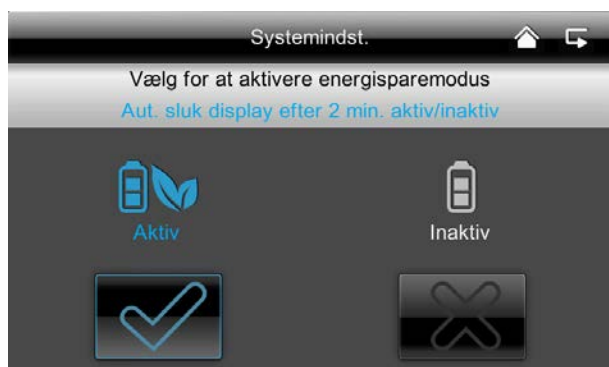 Systemindst.
Vælg for at aktivere energisparemodus
Aut. sluk display efter 2 min. aktiv/inaktiv
Aktiv
Inaktiv